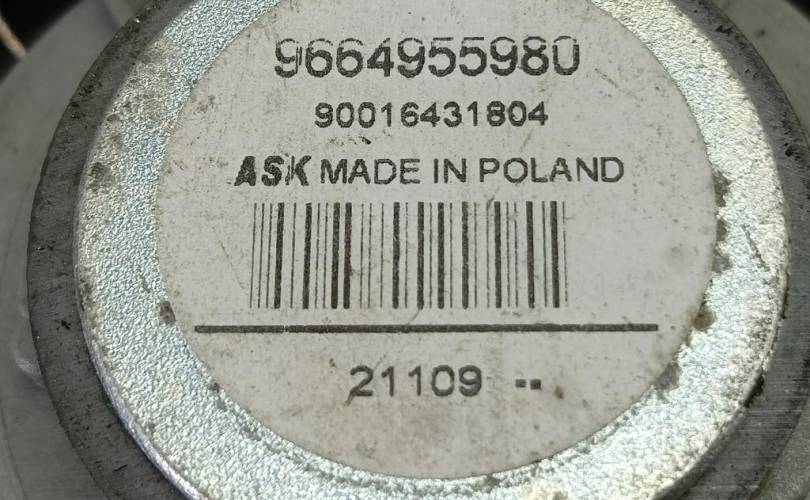 9664955980
90016431804
ASK MADE IN POLAND
21109 --